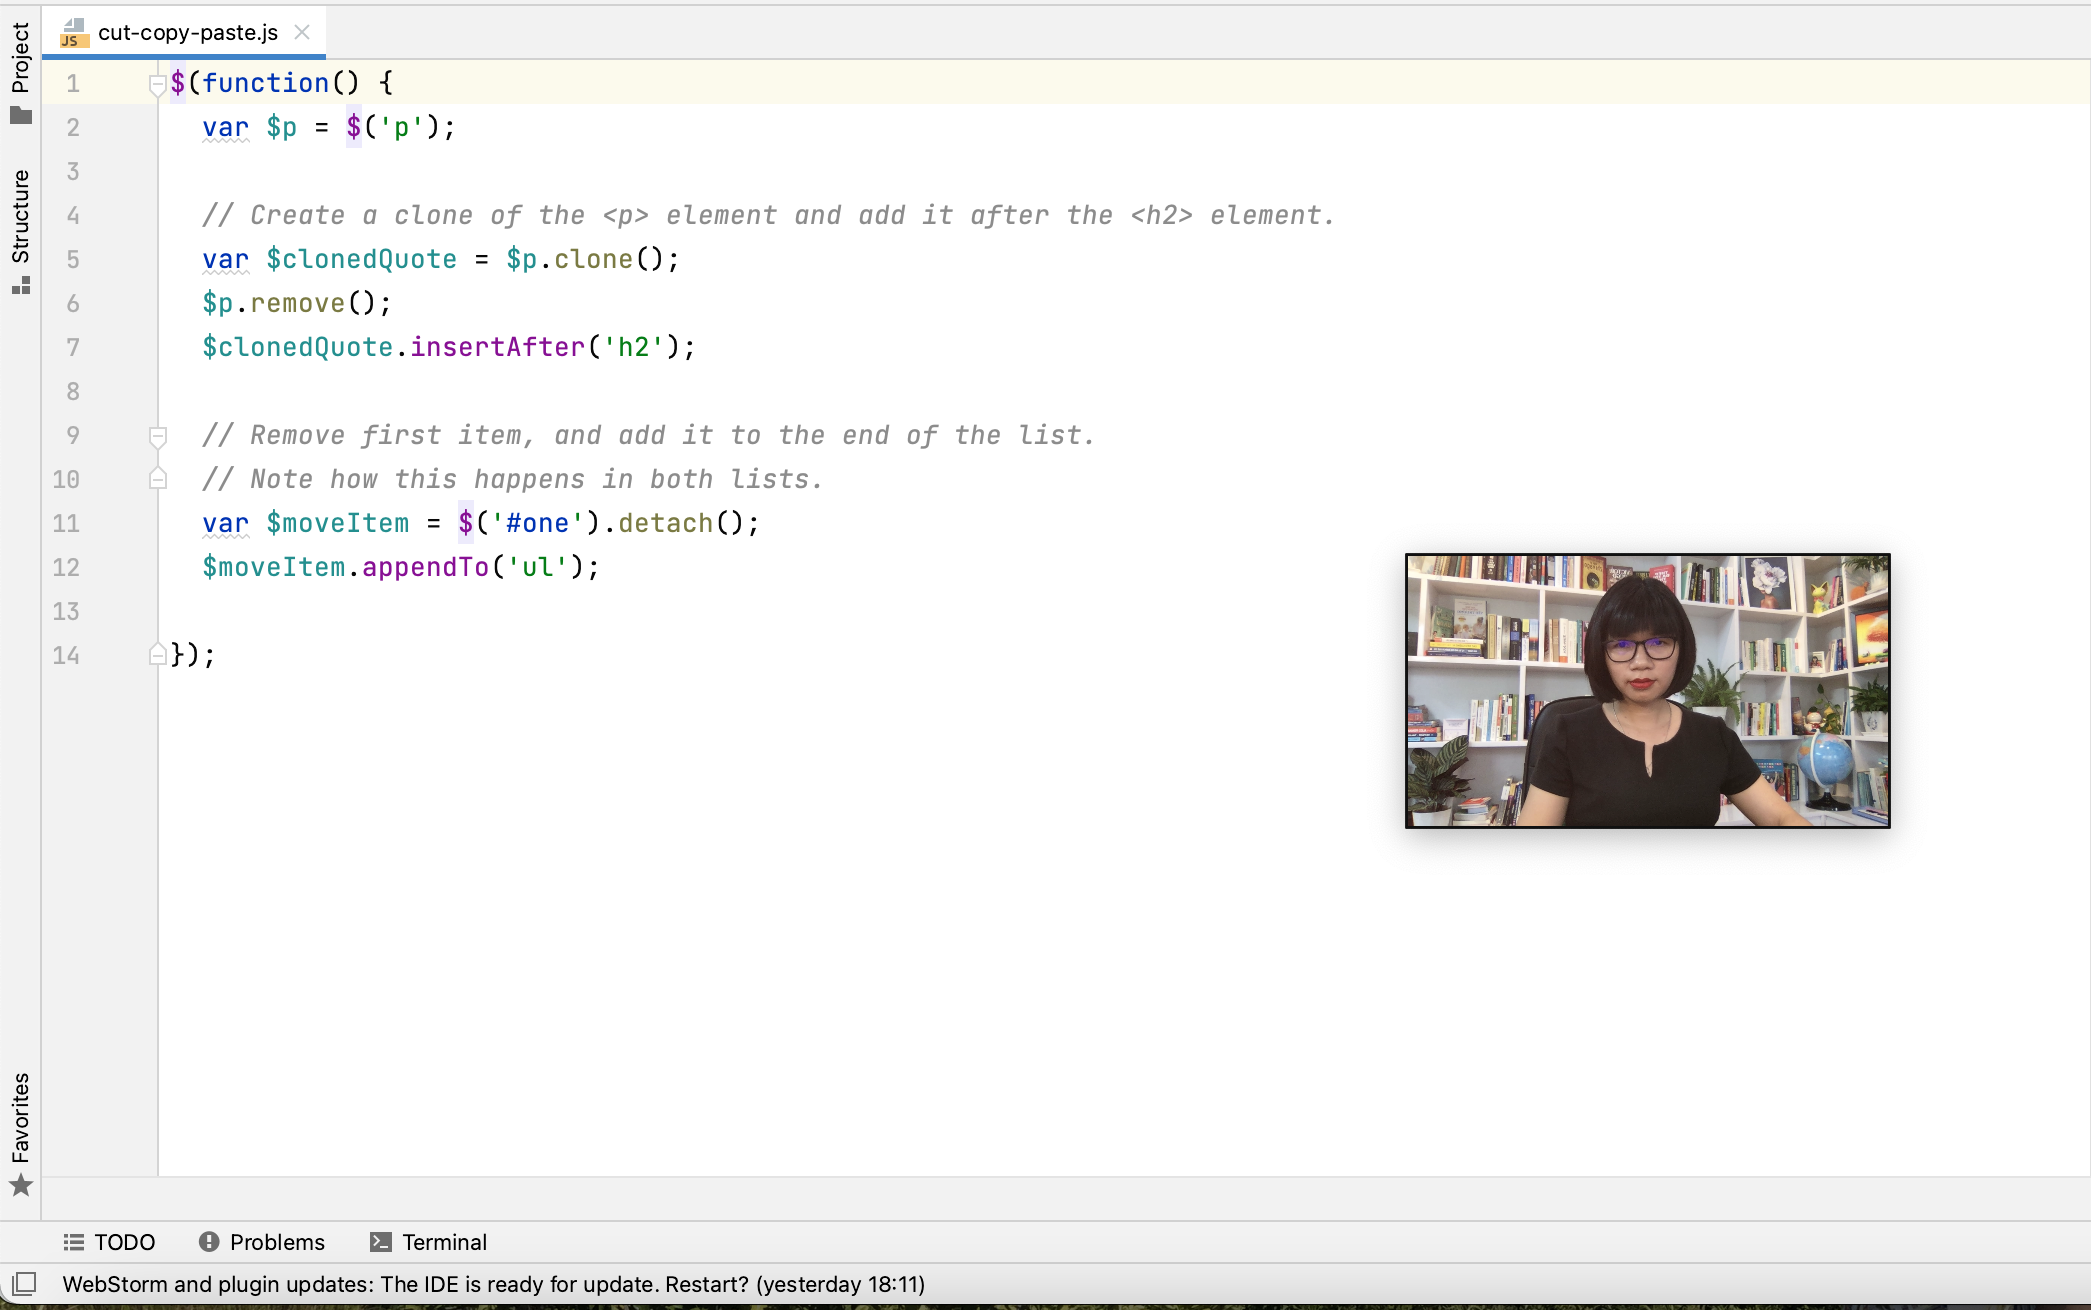 Project
Structure
Favorites
cut-copy-paste.js
1 $(function() {
2 var $p = $('p');
3
4 // Create a clone of the <p> element and add it after the <h2> element.
5 var $clonedQuote = $p.clone();
6 $p.remove();
7 $clonedQuote.insertAfter('h2');
8
9 // Remove first item, and add it to the end of the list.
10 // Note how this happens in both lists.
11 var $moveItem = $('#one').detach();
12 $moveItem.appendTo('ul');
13
14 });
TODO Problems Terminal
WebStorm and plugin updates: The IDE is ready for update. Restart? (yesterday 18:11)